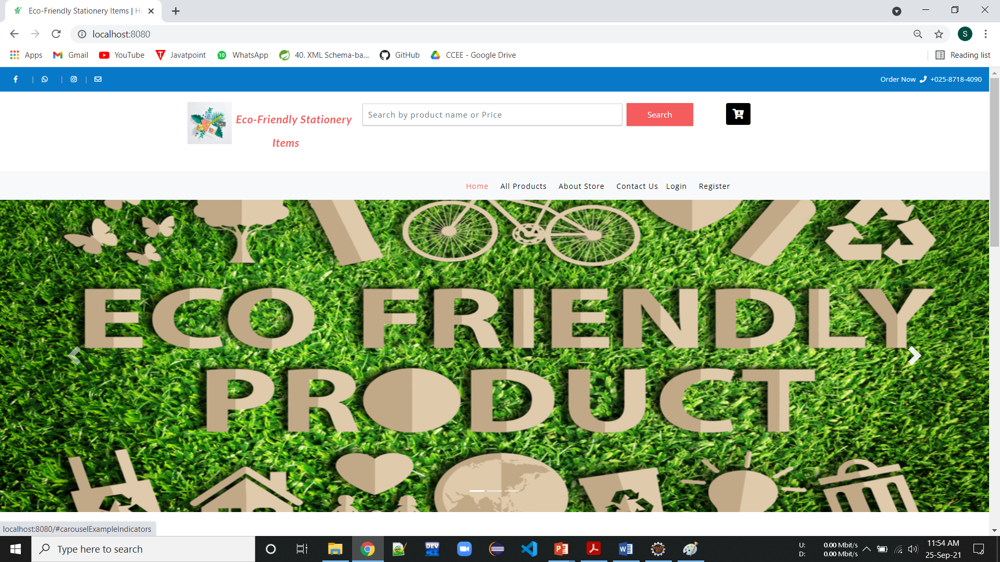 Eco-Friendly Stationery Items | Ho
localhost:8080
S
Apps
Gmail
YouTube
Javatpoint
10
WhatsApp
40. XML Schema-ba...
GitHub
CCEE - Google Drive
Reading list
Order Now +025-8718-4090
Eco-Friendly Stationery
Items
Search by product name or Price
Search
Home
All Products
About Store
Contact Us
Login
Register
ECO FRIENDLY
PRODUCT
localhost:8080/#carouselExampleIndicators
Type here to search
DEV
U: 0.00 Mbit/s
D: 0.00 Mbit/s
11:54 AM
25-Sep-21